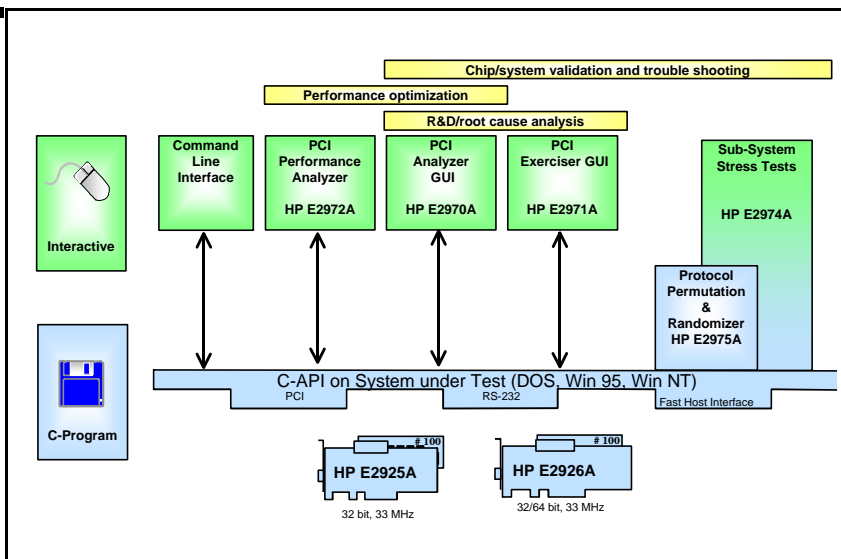 Chip/system validation and trouble shooting
Performance optimization
R&D/root cause analysis
Interactive
Command
Line
Interface
PCI
Performance
Analyzer
HP E2972A
PCI
Analyzer
GUI
HP E2970A
PCI
Exerciser GUI
HP E2971A
Sub-System
Stress Tests
HP E2974A
Protocol
Permutation
&
Randomizer
HP E2975A
C-Program
C-API on System under Test (DOS, Win 95, Win NT)
PCI
RS-232
Fast Host Interface
# 100
HP E2925A
32 bit, 33 MHz
# 100
HP E2926A
32/64 bit, 33 MHz